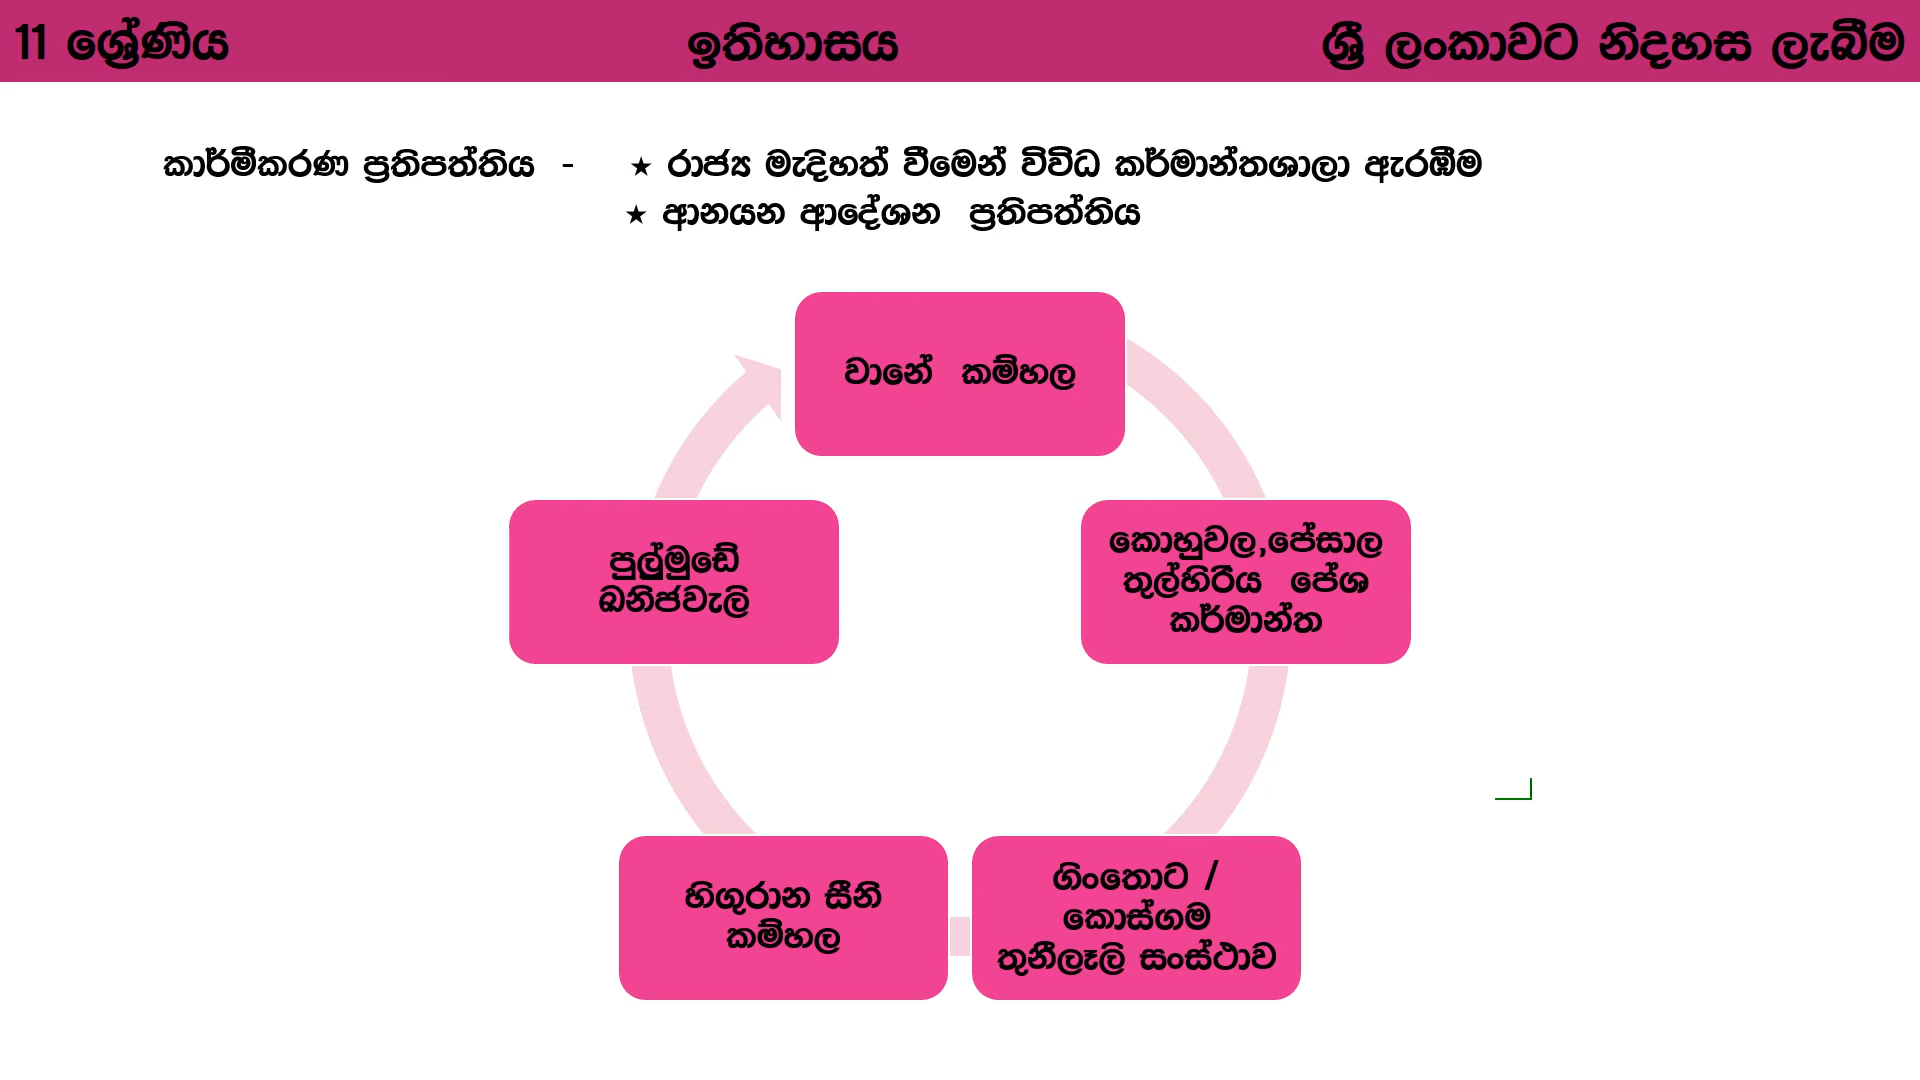 11 ශ්‍රේණිය ඉතිහාසය ශ්‍රී ලංකාවට නිදහස ලැබීම
කාර්මීකරණ ප්‍රතිපත්තිය - ★ රාජ්‍ය මැදිහත් වීමෙන් විවිධ කර්මාන්තශාලා ඇරඹීම
★ ආනයන ආදේශන ප්‍රතිපත්තිය
වානේ කම්හල
කොහුවල,පේසාල
තුල්හිරිය පේශ
කර්මාන්ත
ගිංතොට /
කොස්ගම
තුනීලෑලි සංස්ථාව
හිගුරාන සීනි
කම්හල
පුල්මුඩේ
ඛනිජවැලි